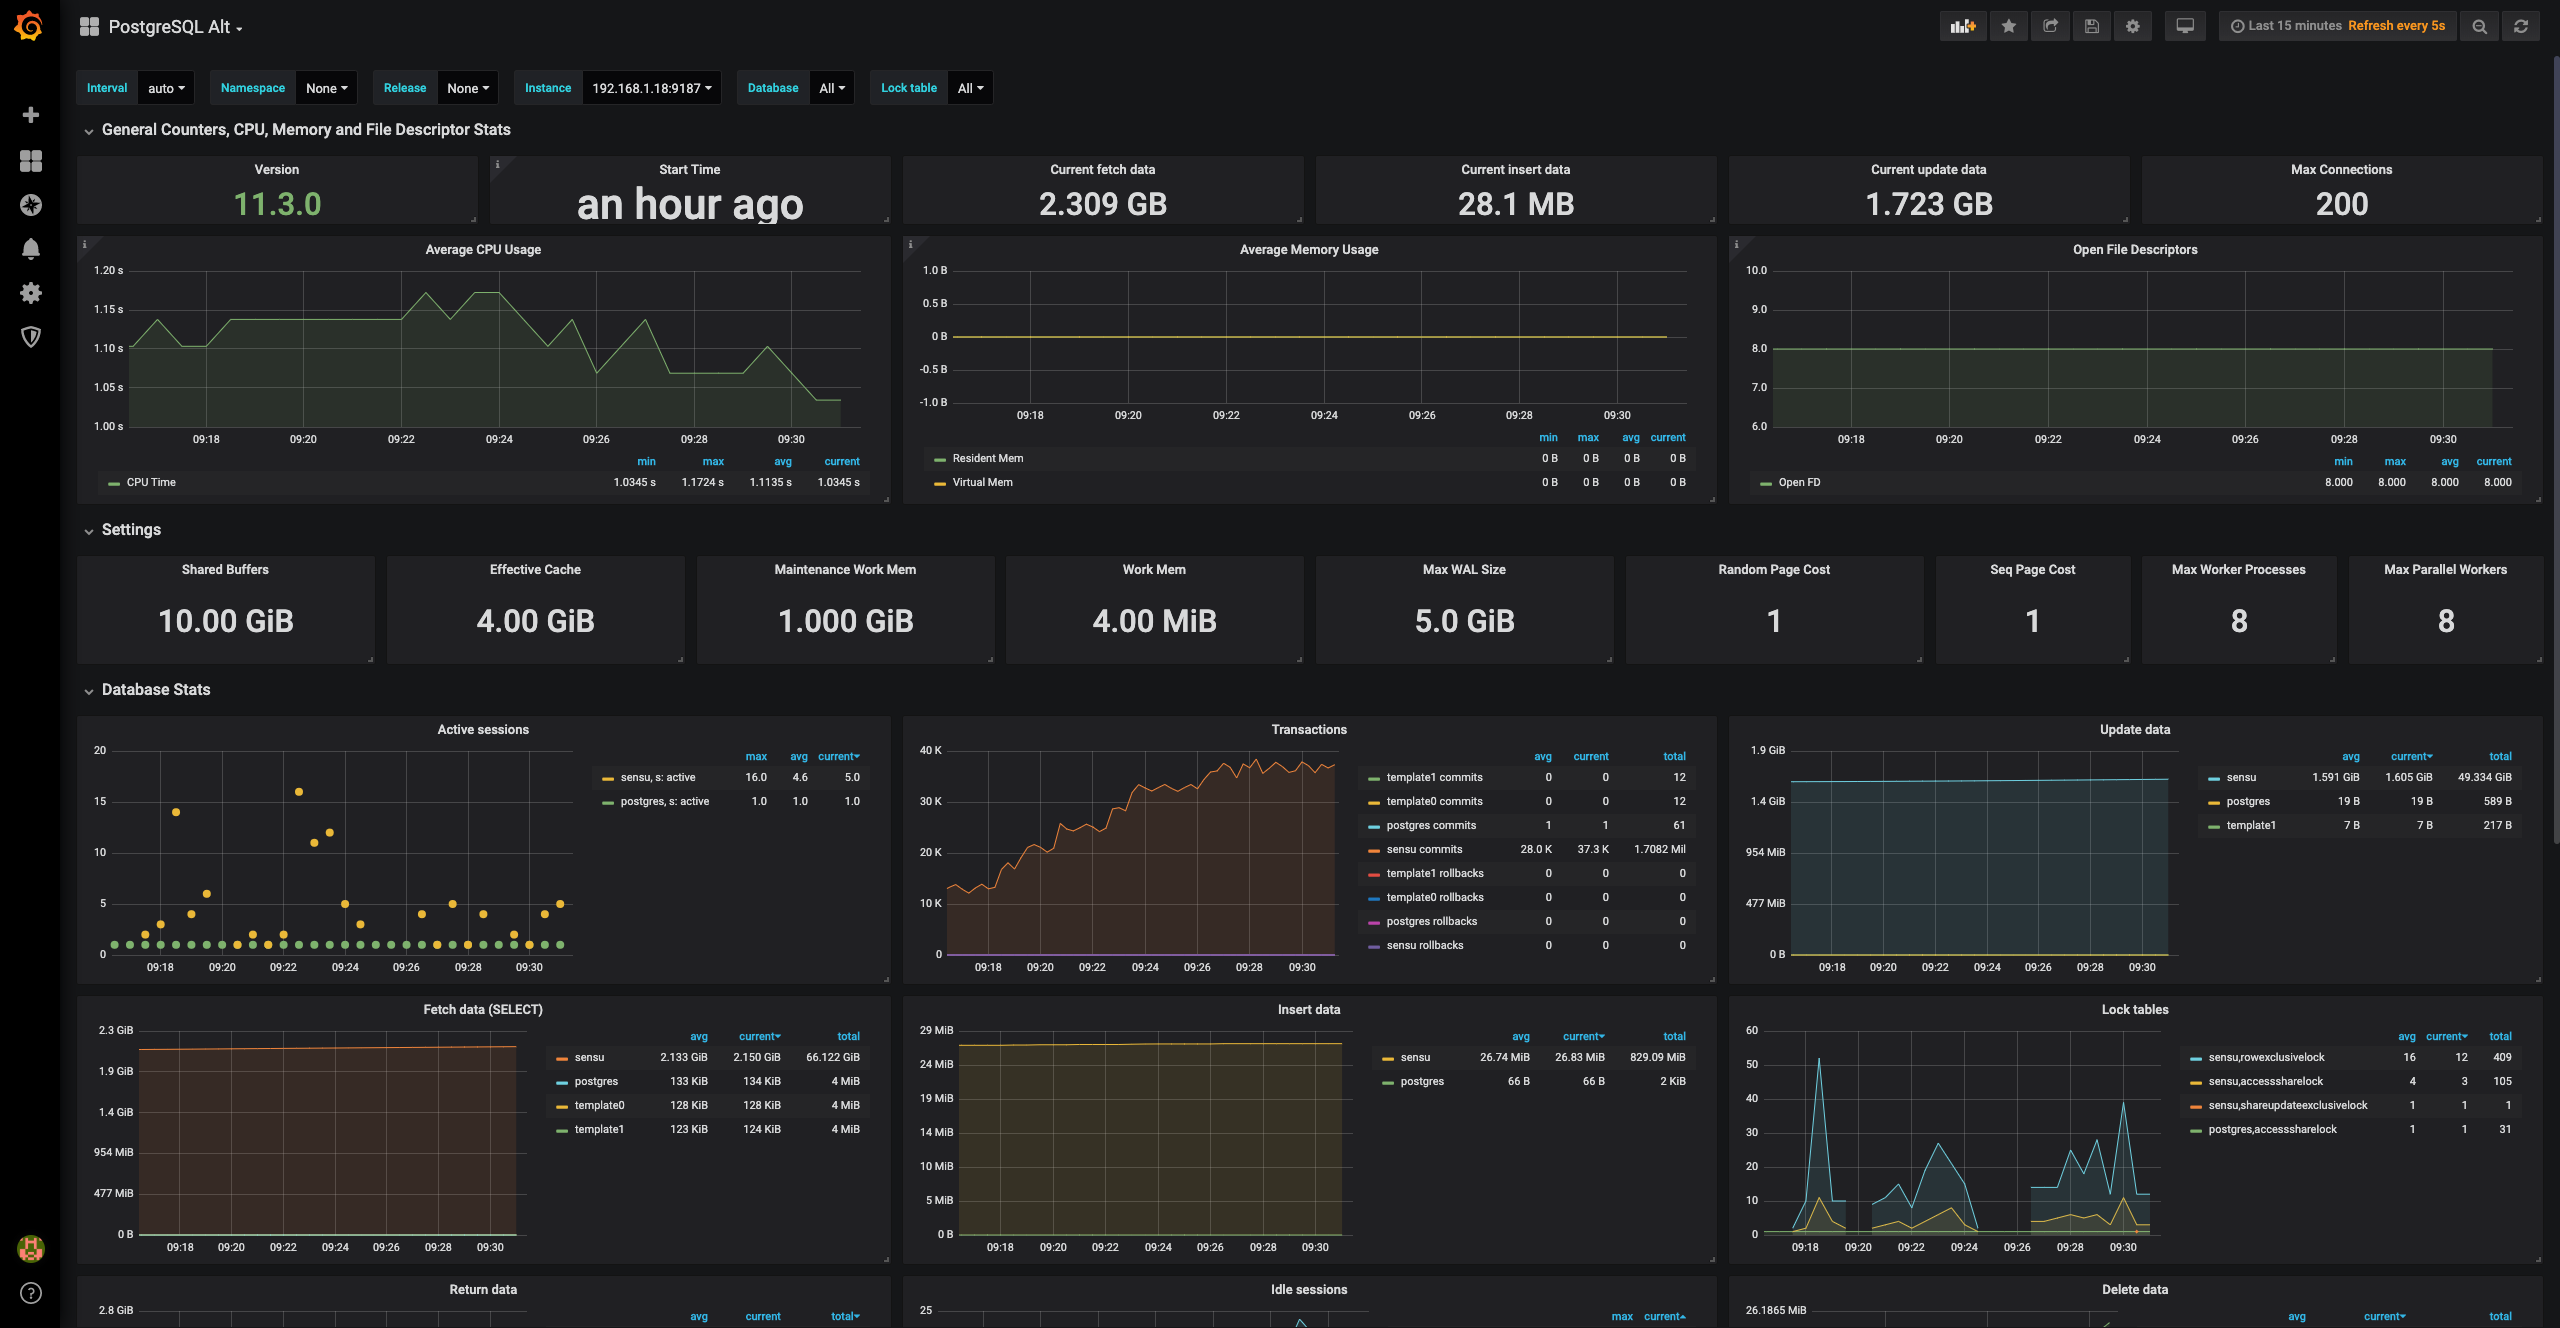 PostgreSQL Alt
Last 15 minutes Refresh every 5s
Interval auto Namespace None Release None Instance 192.168.1.18:9187 Database All Lock table All
General Counters, CPU, Memory and File Descriptor Stats
Version
11.3.0
Start Time
an hour ago
Current fetch data
2.309 GB
Current insert data
28.1 MB
Current update data
1.723 GB
Max Connections
200
Average CPU Usage
1.20 s
1.15 s
1.10 s
1.05 s
1.00 s
09:18 09:20 09:22 09:24 09:26 09:28 09:30
min max avg current
CPU Time 1.0345 s 1.1724 s 1.1135 s 1.0345 s
Average Memory Usage
1.0 B
0.5 B
0 B
-0.5 B
-1.0 B
09:18 09:20 09:22 09:24 09:26 09:28 09:30
min max avg current
Resident Mem 0 B 0 B 0 B 0 B
Virtual Mem 0 B 0 B 0 B 0 B
Open File Descriptors
10.0
9.0
8.0
7.0
6.0
09:18 09:20 09:22 09:24 09:26 09:28 09:30
min max avg current
Open FD 8.000 8.000 8.000 8.000
Settings
Shared Buffers
10.00 GiB
Effective Cache
4.00 GiB
Maintenance Work Mem
1.000 GiB
Work Mem
4.00 MiB
Max WAL Size
5.0 GiB
Random Page Cost
1
Seq Page Cost
1
Max Worker Processes
8
Max Parallel Workers
8
Database Stats
Active sessions
20
15
10
5
0
09:18 09:20 09:22 09:24 09:26 09:28 09:30
max avg current
sensu, s: active 16.0 4.6 5.0
postgres, s: active 1.0 1.0 1.0
Transactions
40 K
30 K
20 K
10 K
0
09:18 09:20 09:22 09:24 09:26 09:28 09:30
avg current total
template1 commits 0 0 12
template0 commits 0 0 12
postgres commits 1 1 61
sensu commits 28.0 K 37.3 K 1.7082 Mil
template1 rollbacks 0 0 0
template0 rollbacks 0 0 0
postgres rollbacks 0 0 0
sensu rollbacks 0 0 0
Update data
1.9 GiB
1.4 GiB
954 MiB
477 MiB
0 B
09:18 09:20 09:22 09:24 09:26 09:28 09:30
avg current total
sensu 1.591 GiB 1.605 GiB 49.334 GiB
postgres 19 B 19 B 589 B
template1 7 B 7 B 217 B
Fetch data (SELECT)
2.3 GiB
1.9 GiB
1.4 GiB
954 MiB
477 MiB
0 B
09:18 09:20 09:22 09:24 09:26 09:28 09:30
avg current total
sensu 2.133 GiB 2.150 GiB 66.122 GiB
postgres 133 KiB 134 KiB 4 MiB
template0 128 KiB 128 KiB 4 MiB
template1 123 KiB 124 KiB 4 MiB
Insert data
29 MiB
24 MiB
19 MiB
14 MiB
10 MiB
5 MiB
0 B
09:18 09:20 09:22 09:24 09:26 09:28 09:30
avg current total
sensu 26.74 MiB 26.83 MiB 829.09 MiB
postgres 66 B 66 B 2 KiB
Lock tables
60
50
40
30
20
10
0
09:18 09:20 09:22 09:24 09:26 09:28 09:30
avg current total
sensu,rowexclusivelock 16 12 409
sensu,accesssharelock 4 3 105
sensu,shareupdateexclusivelock 1 1 1
postgres,accesssharelock 1 1 31
Return data
2.8 GiB
avg current total
Idle sessions
25
max current
Delete data
26.1865 MiB
avg current total